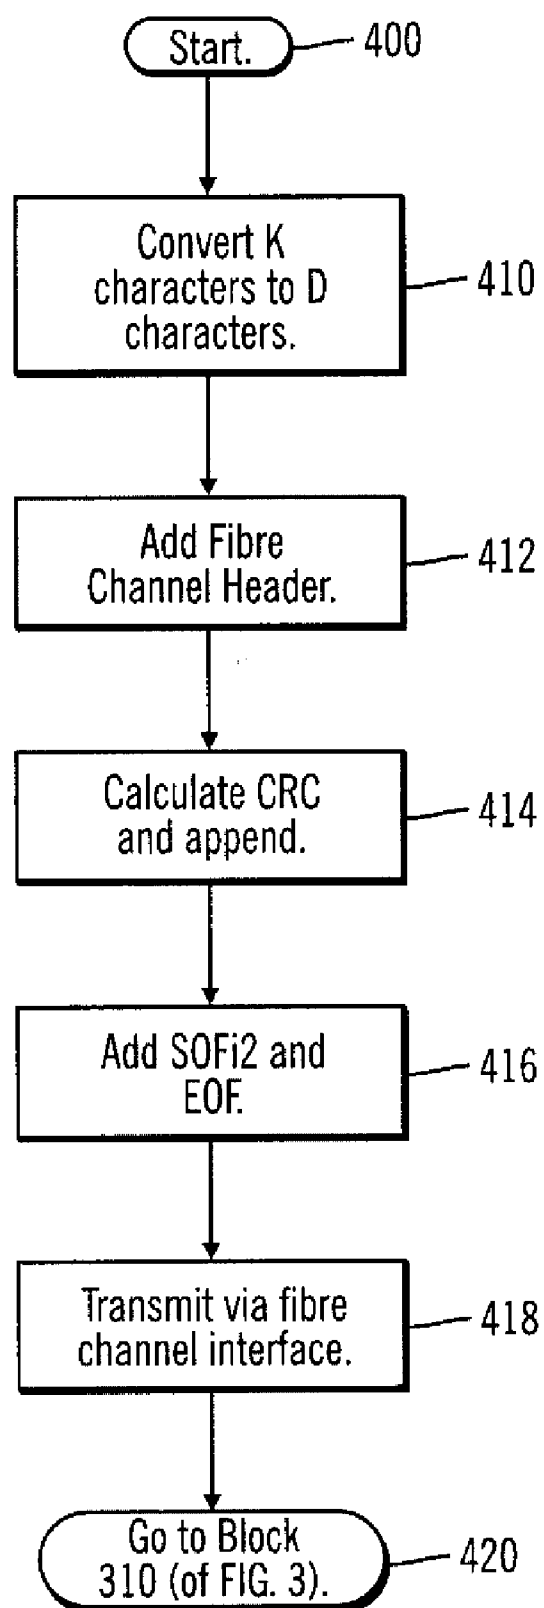 Start.
400
Convert K
characters to D
characters.
410
Add Fibre
Channel Header.
412
Calculate CRC
and append.
414
Add SOFi2 and
EOF.
416
Transmit via fibre
channel interface.
418
Go to Block
310 (of FIG. 3).
420